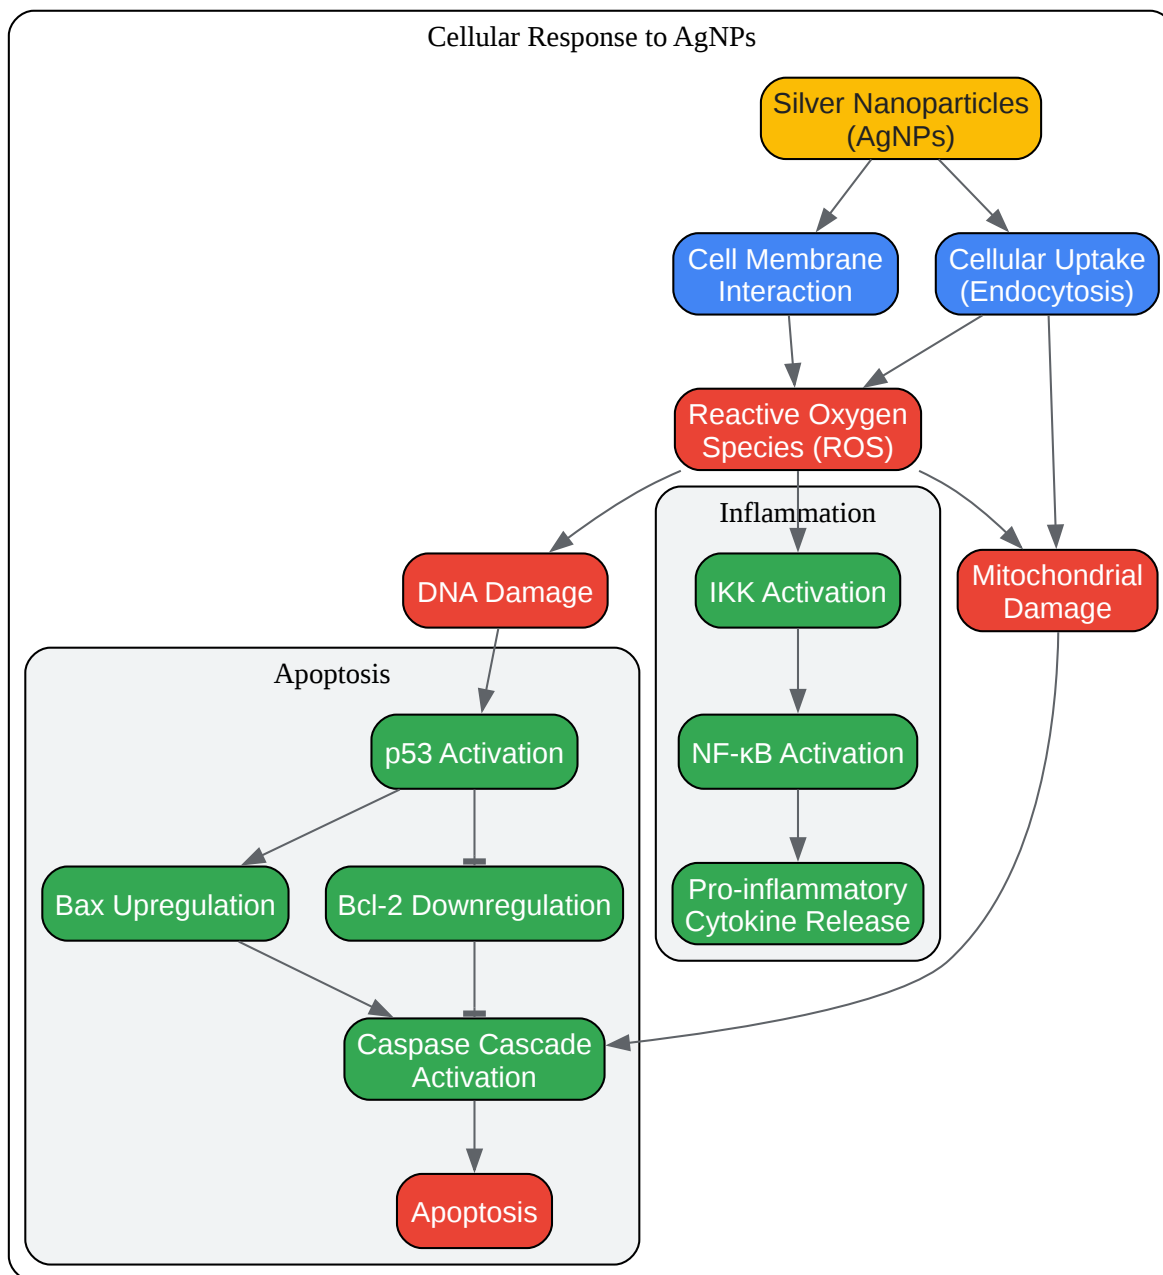 Cellular Response to AgNPs
Silver Nanoparticles
(AgNPs)
Cell Membrane
Interaction
Cellular Uptake
(Endocytosis)
Reactive Oxygen
Species (ROS)
Inflammation
DNA Damage
IKK Activation
Mitochondrial
Damage
Apoptosis
p53 Activation
NF-κB Activation
Bax Upregulation
Bcl-2 Downregulation
Pro-inflammatory
Cytokine Release
Caspase Cascade
Activation
Apoptosis